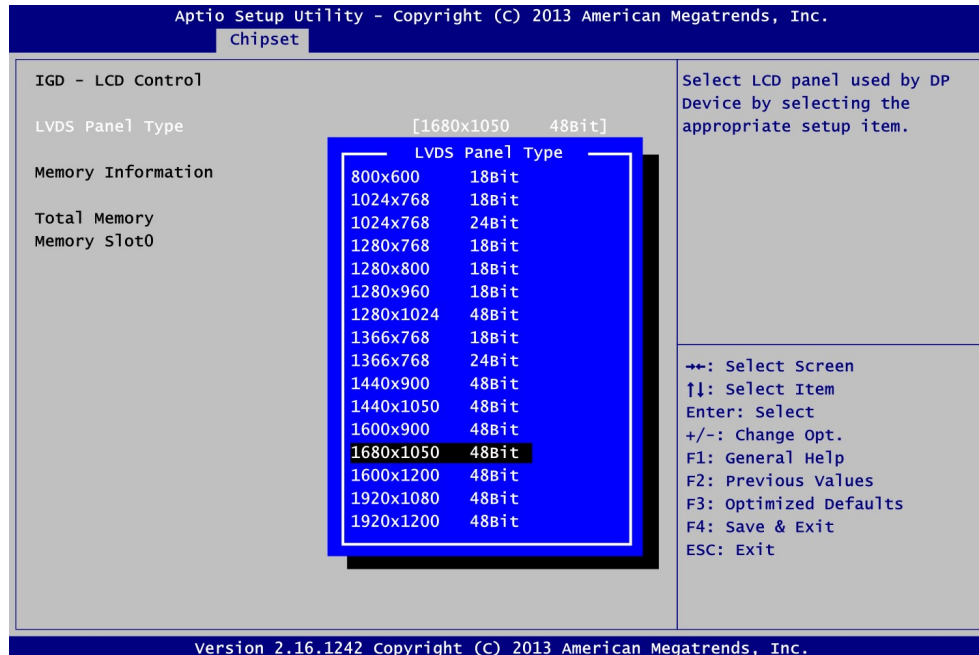 Aptio Setup Utility - Copyright (C) 2013 American Megatrends, Inc.
Chipset
IGD - LCD Control
LVDS Panel Type [1680x1050 48Bit]
Memory Information
Total Memory
Memory Slot0
LVDS Panel Type
800x600 18Bit
1024x768 18Bit
1024x768 24Bit
1280x768 18Bit
1280x800 18Bit
1280x960 18Bit
1280x1024 48Bit
1366x768 18Bit
1366x768 24Bit
1440x900 48Bit
1440x1050 48Bit
1600x900 48Bit
1680x1050 48Bit
1600x1200 48Bit
1920x1080 48Bit
1920x1200 48Bit
Select LCD panel used by DP
Device by selecting the
appropriate setup item.
→←: Select Screen
↑↓: Select Item
Enter: Select
+/-: Change Opt.
F1: General Help
F2: Previous Values
F3: Optimized Defaults
F4: Save & Exit
ESC: Exit
Version 2.16.1242 Copyright (C) 2013 American Megatrends, Inc.